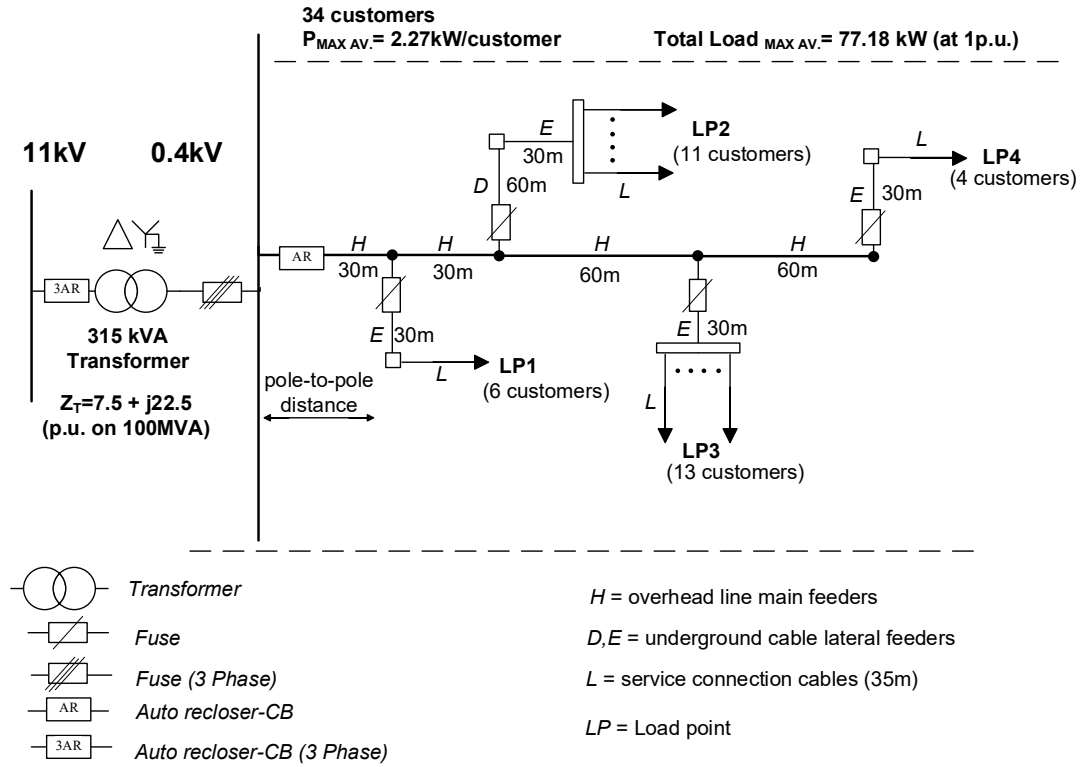 34 customers
P MAX AV.= 2.27kW/customer
Total Load MAX AV.= 77.18 kW (at 1p.u.)
11kV
0.4kV
3AR
315 kVA
Transformer
ZT=7.5 + j22.5
(p.u. on 100MVA)
AR
H
30m
H
30m
H
60m
H
60m
E
30m
L
LP1
(6 customers)
D
60m
E
30m
L
LP2
(11 customers)
E
30m
L
LP3
(13 customers)
E
30m
L
LP4
(4 customers)
pole-to-pole
distance
Transformer
Fuse
Fuse (3 Phase)
AR
Auto recloser-CB
3AR
Auto recloser-CB (3 Phase)
H = overhead line main feeders
D,E = underground cable lateral feeders
L = service connection cables (35m)
LP = Load point